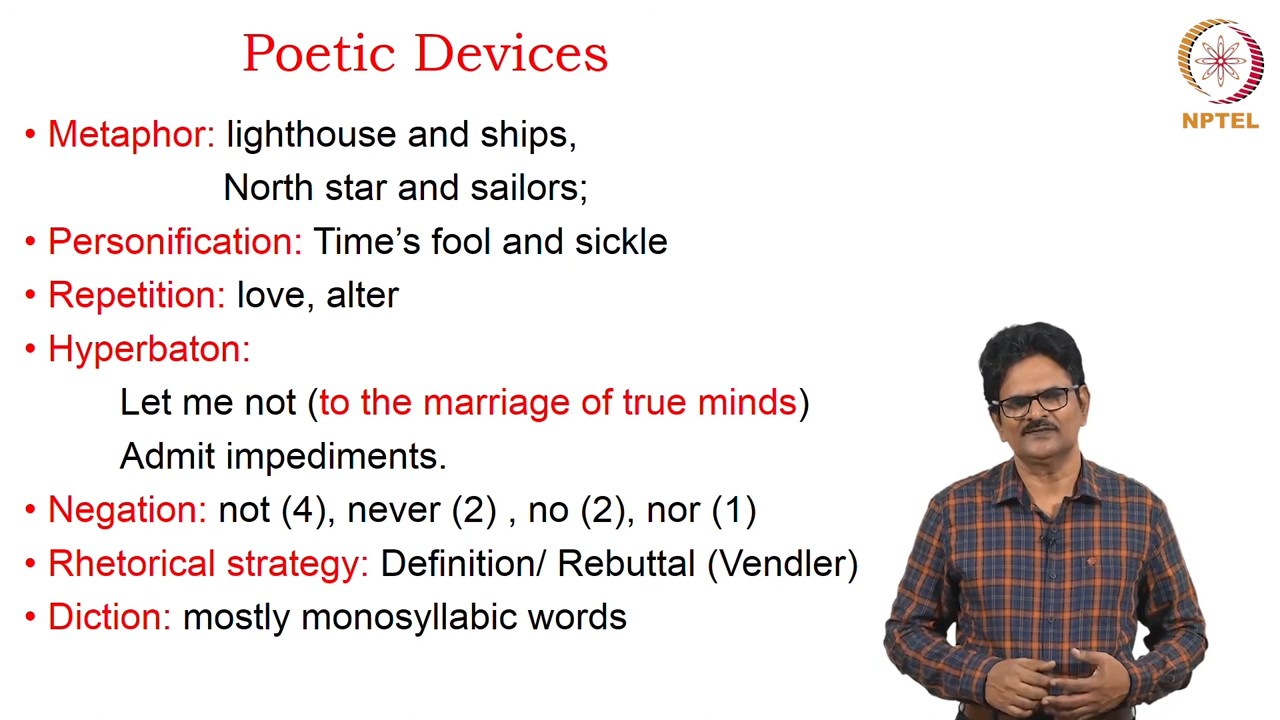 Poetic Devices
NPTEL
• Metaphor: lighthouse and ships,
North star and sailors;
• Personification: Time’s fool and sickle
• Repetition: love, alter
• Hyperbaton:
Let me not (to the marriage of true minds)
Admit impediments.
• Negation: not (4), never (2) , no (2), nor (1)
• Rhetorical strategy: Definition/ Rebuttal (Vendler)
• Diction: mostly monosyllabic words